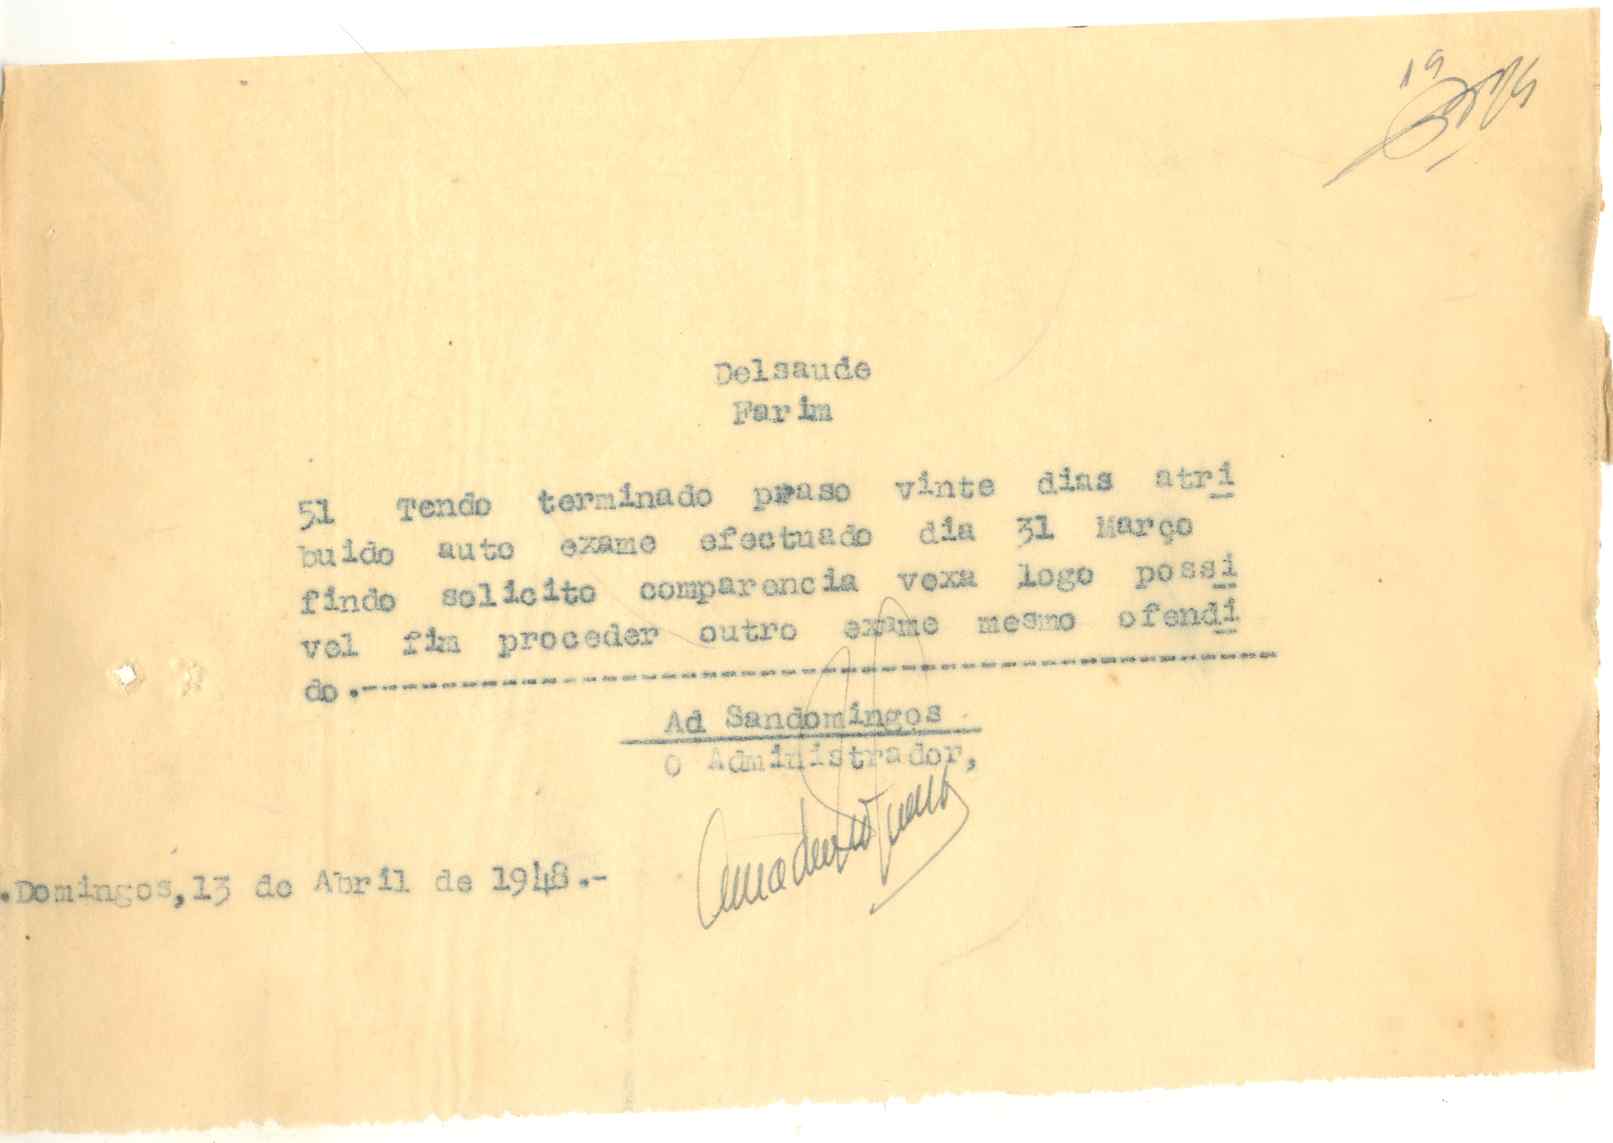 Delsaude
Farim
51 Tendo terminado praso vinte dias atri
buido auto exame efectuado dia 31 Março
findo solicito comparencia vexa logo possi
vel fim proceder outro exame mesmo ofendi
do.------------------------------------------------
Ad Sandomingos
O Administrador,
.Domingos,13 de Abril de 1948.-